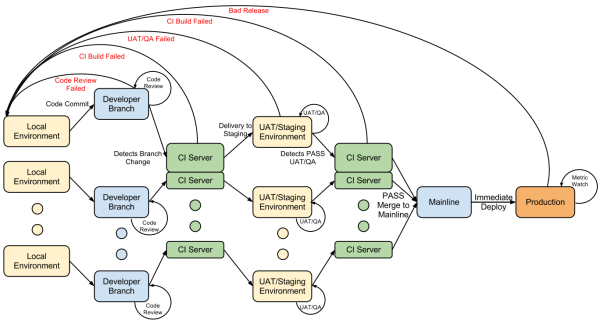 Bad Release
CI Build Failed
UAT/QA Failed
CI Build Failed
Code Review
Failed
Code
Review
Code Commit
Developer
Branch
Local
Environment
Delivery to
Staging
UAT/QA
UAT/Staging
Environment
Detects Branch
Change
CI Server
Detects PASS
UAT/QA
CI Server
Local
Environment
CI Server
CI Server
Developer
Branch
Code
Review
UAT/Staging
Environment
UAT/QA
PASS
Merge to
Mainline
Mainline
Immediate
Deploy
Production
Metric
Watch
Local
Environment
CI Server
CI Server
Developer
Branch
Code
Review
UAT/Staging
Environment
UAT/QA